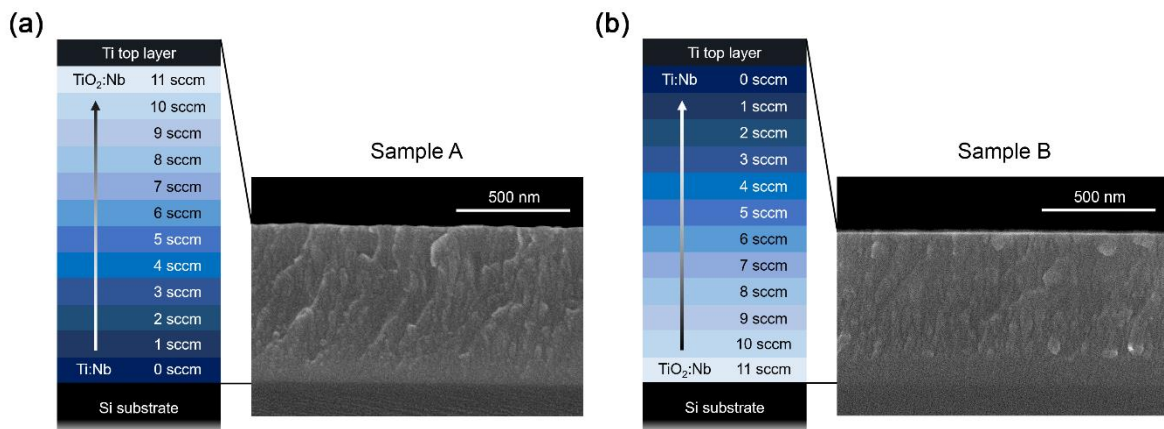 (a)
Ti top layer
TiO2:Nb 11 sccm
10 sccm
9 sccm
8 sccm
7 sccm
6 sccm
5 sccm
4 sccm
3 sccm
2 sccm
1 sccm
Ti:Nb 0 sccm
Si substrate
Sample A
500 nm
(b)
Ti top layer
Ti:Nb 0 sccm
1 sccm
2 sccm
3 sccm
4 sccm
5 sccm
6 sccm
7 sccm
8 sccm
9 sccm
10 sccm
TiO2:Nb 11 sccm
Si substrate
Sample B
500 nm